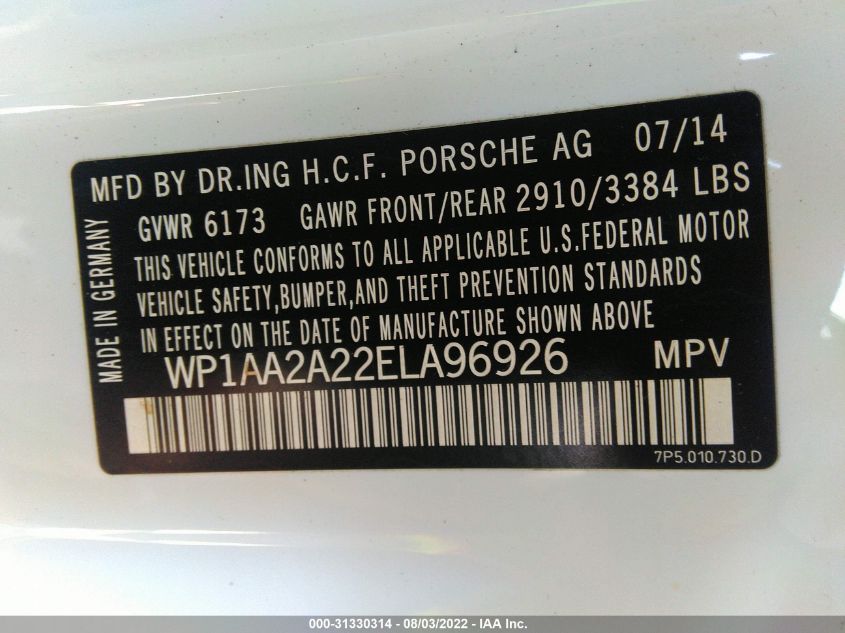 MFD BY DR.ING H.C.F. PORSCHE AG 07/14
GVWR 6173 GAWR FRONT/REAR 2910/3384 LBS
THIS VEHICLE CONFORMS TO ALL APPLICABLE U.S.FEDERAL MOTOR
VEHICLE SAFETY,BUMPER,AND THEFT PREVENTION STANDARDS
IN EFFECT ON THE DATE OF MANUFACTURE SHOWN ABOVE
WP1AA2A22ELA96926 MPV
MADE IN GERMANY
7P5.010.730.D
000-31330314 - 08/03/2022 - IAA Inc.